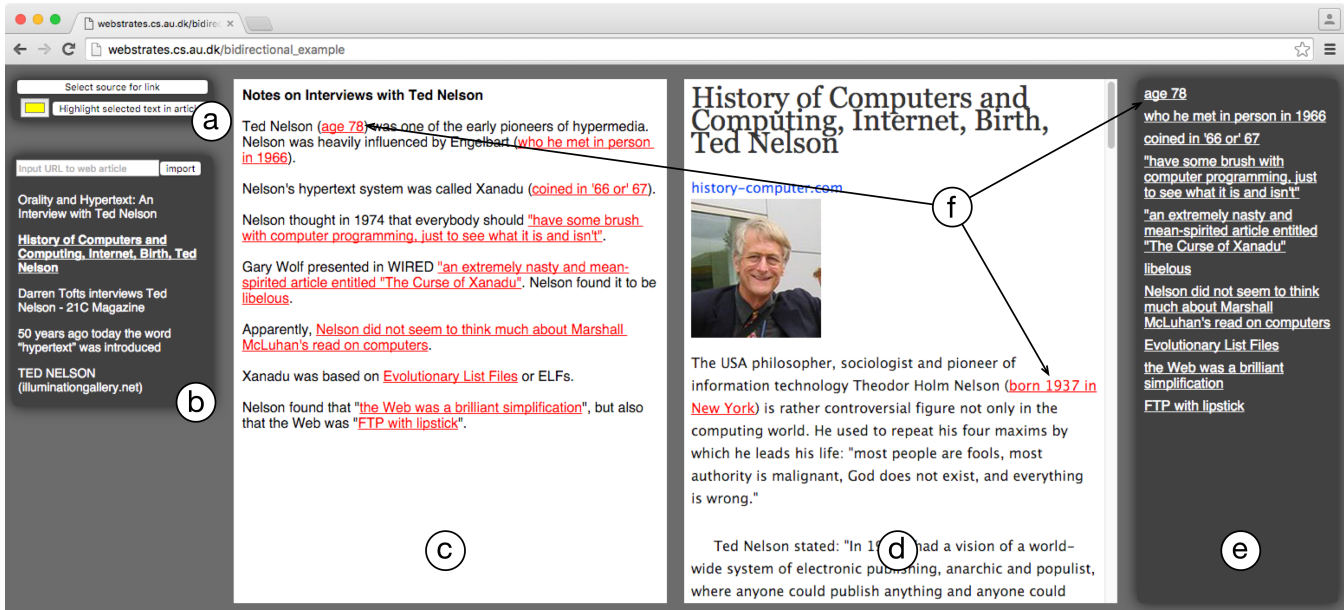 webstrates.cs.au.dk/bidirec ×
webstrates.cs.au.dk/bidirectional_example
Select source for link
Highlight selected text in artic
a
Input URL to web article
import
Orality and Hypertext: An
Interview with Ted Nelson
History of Computers and
Computing, Internet, Birth, Ted
Nelson
Darren Tofts interviews Ted
Nelson - 21C Magazine
50 years ago today the word
“hypertext” was introduced
TED NELSON
(illuminationgallery.net)
b
Notes on Interviews with Ted Nelson
Ted Nelson (age 78) was one of the early pioneers of hypermedia.
Nelson was heavily influenced by Engelbart (who he met in person
in 1966).
Nelson's hypertext system was called Xanadu (coined in '66 or' 67).
Nelson thought in 1974 that everybody should "have some brush
with computer programming, just to see what it is and isn't".
Gary Wolf presented in WIRED "an extremely nasty and mean-
spirited article entitled "The Curse of Xanadu". Nelson found it to be
libelous.
Apparently, Nelson did not seem to think much about Marshall
McLuhan's read on computers.
Xanadu was based on Evolutionary List Files or ELFs.
Nelson found that "the Web was a brilliant simplification", but also
that the Web was "FTP with lipstick".
c
History of Computers and
Computing, Internet, Birth,
Ted Nelson
history-computer.com
The USA philosopher, sociologist and pioneer of
information technology Theodor Holm Nelson (born 1937 in
New York) is rather controversial figure not only in the
computing world. He used to repeat his four maxims by
which he leads his life: "most people are fools, most
authority is malignant, God does not exist, and everything
is wrong."
Ted Nelson stated: "In had a vision of a world-
wide system of electronic publishing, anarchic and populist,
where anyone could publish anything and anyone could
d
f
age 78
who he met in person in 1966
coined in '66 or' 67
"have some brush with
computer programming, just
to see what it is and isn't"
"an extremely nasty and
mean-spirited article entitled
"The Curse of Xanadu"
libelous
Nelson did not seem to think
much about Marshall
McLuhan's read on computers
Evolutionary List Files
the Web was a brilliant
simplification
FTP with lipstick
e